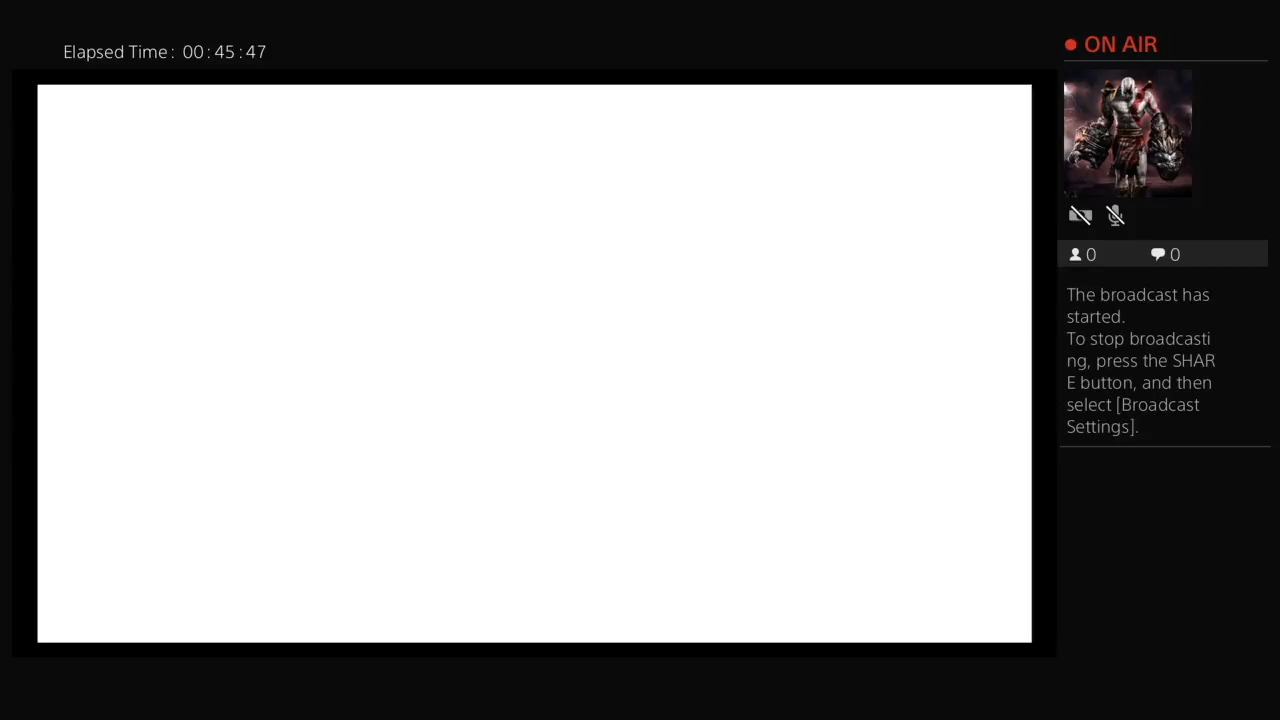 Elapsed Time: 00:45:47
ON AIR
0 0
The broadcast has
started.
To stop broadcasti
ng, press the SHAR
E button, and then
select [Broadcast
Settings].